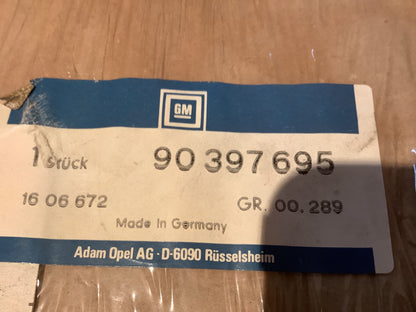 GM
1 Stück 90 397 695
16 06 672 GR. 00.289
Made in Germany
Adam Opel AG · D-6090 Rüsselsheim